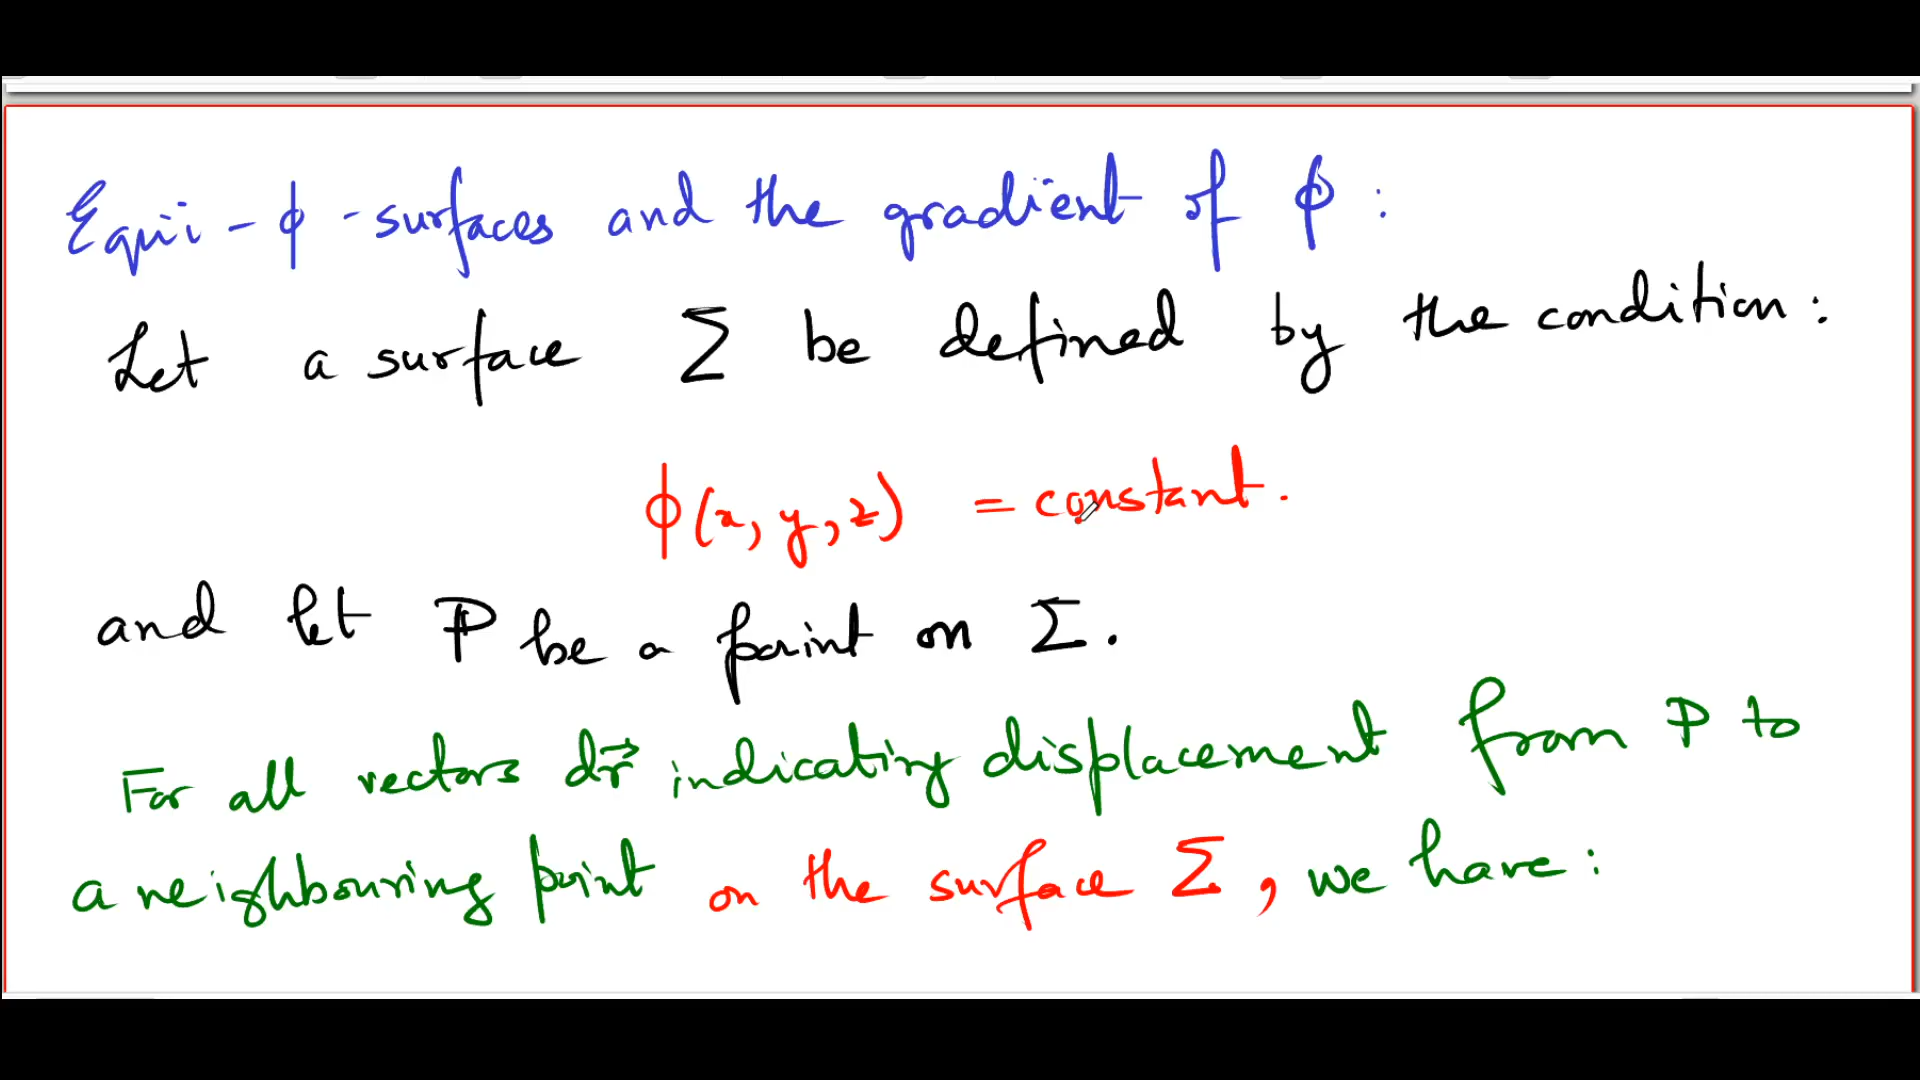 Equi-ϕ-surfaces and the gradient of ϕ:
Let a surface Σ be defined by the condition:
ϕ(x, y, z) = constant.
and let P be a point on Σ.
For all vectors dr⃗ indicating displacement from P to
a neighbouring point on the surface Σ, we have: